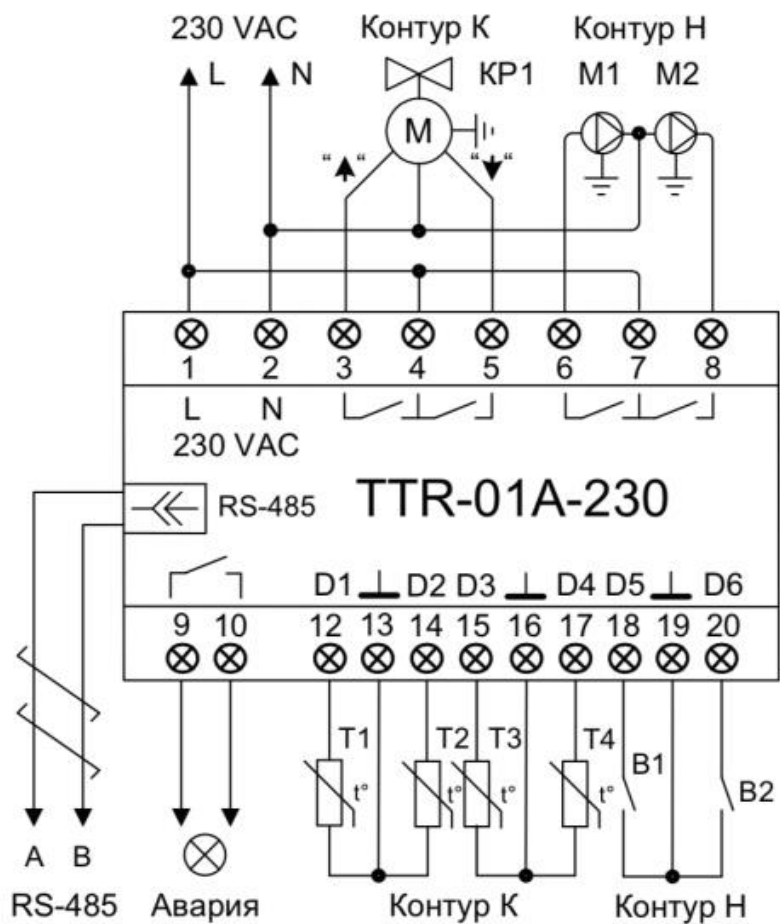 230 VAC Контур К Контур Н
L N КР1 М1 М2
М
“ “ “ “
1 2 3 4 5 6 7 8
L N
230 VAC
RS-485 TTR-01A-230
D1 D2 D3 D4 D5 D6
9 10 12 13 14 15 16 17 18 19 20
T1 T2 T3 T4 B1 B2
t° t° t° t°
A B
RS-485 Авария Контур К Контур Н